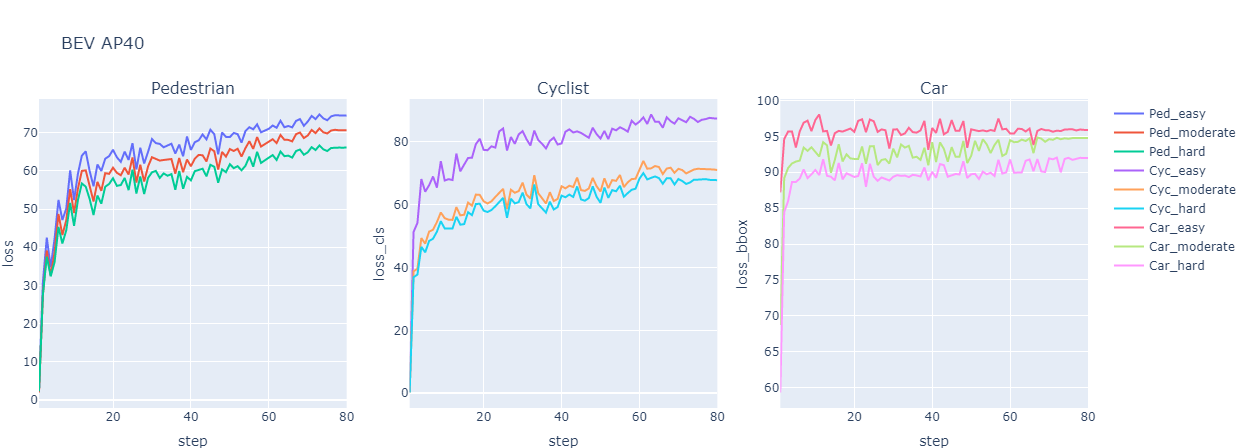 BEV AP40
Pedestrian
Cyclist
Car
loss
0
10
20
30
40
50
60
70
20
40
60
80
step
loss_cls
0
20
40
60
80
20
40
60
80
step
loss_bbox
60
65
70
75
80
85
90
95
100
20
40
60
80
step
Ped_easy
Ped_moderate
Ped_hard
Cyc_easy
Cyc_moderate
Cyc_hard
Car_easy
Car_moderate
Car_hard